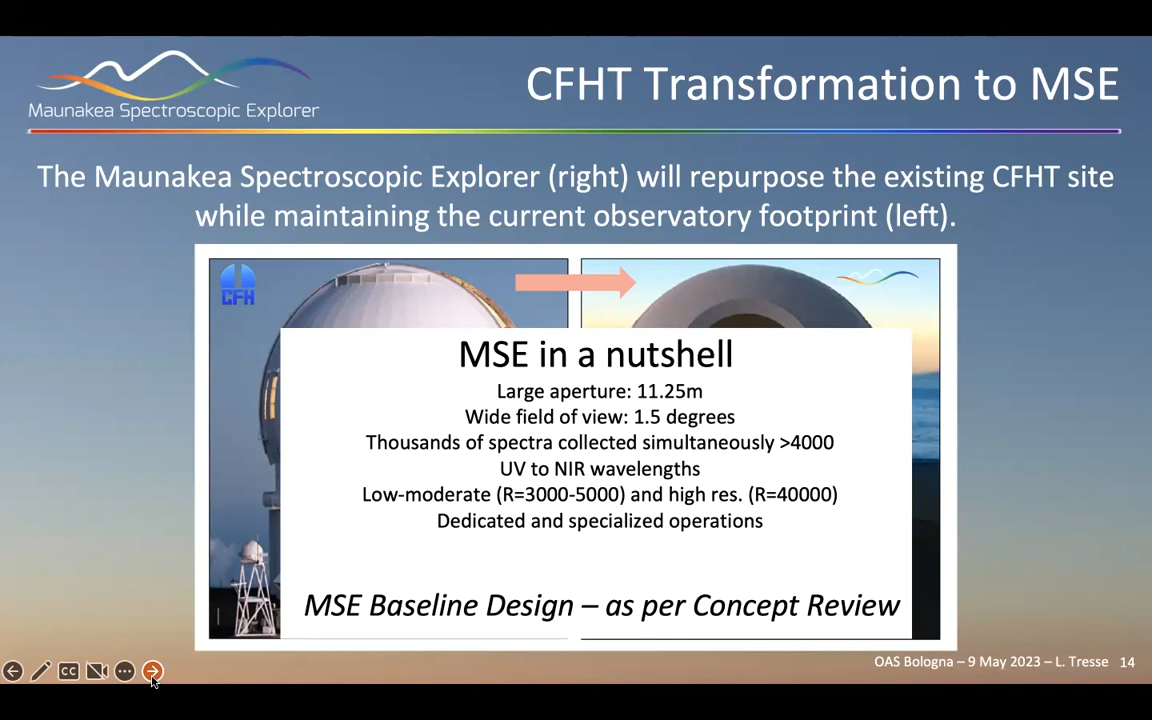 Maunakea Spectroscopic Explorer
CFHT Transformation to MSE
The Maunakea Spectroscopic Explorer (right) will repurpose the existing CFHT site
while maintaining the current observatory footprint (left).
CFH
MSE in a nutshell
Large aperture: 11.25m
Wide field of view: 1.5 degrees
Thousands of spectra collected simultaneously >4000
UV to NIR wavelengths
Low-moderate (R=3000-5000) and high res. (R=40000)
Dedicated and specialized operations
MSE Baseline Design – as per Concept Review
CC
OAS Bologna – 9 May 2023 – L. Tresse 14